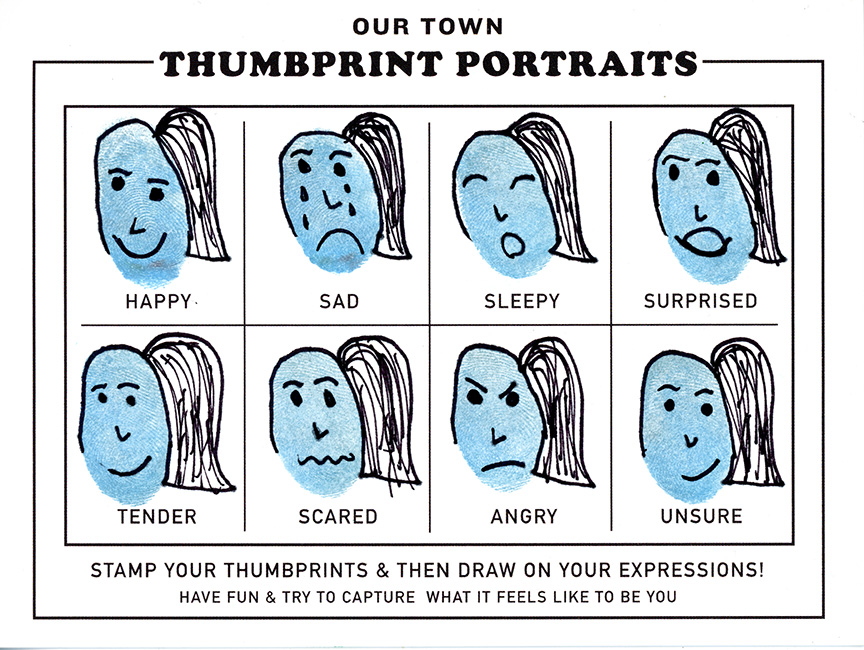 OUR TOWN
THUMBPRINT PORTRAITS
HAPPY
SAD
SLEEPY
SURPRISED
TENDER
SCARED
ANGRY
UNSURE
STAMP YOUR THUMBPRINTS & THEN DRAW ON YOUR EXPRESSIONS!
HAVE FUN & TRY TO CAPTURE WHAT IT FEELS LIKE TO BE YOU